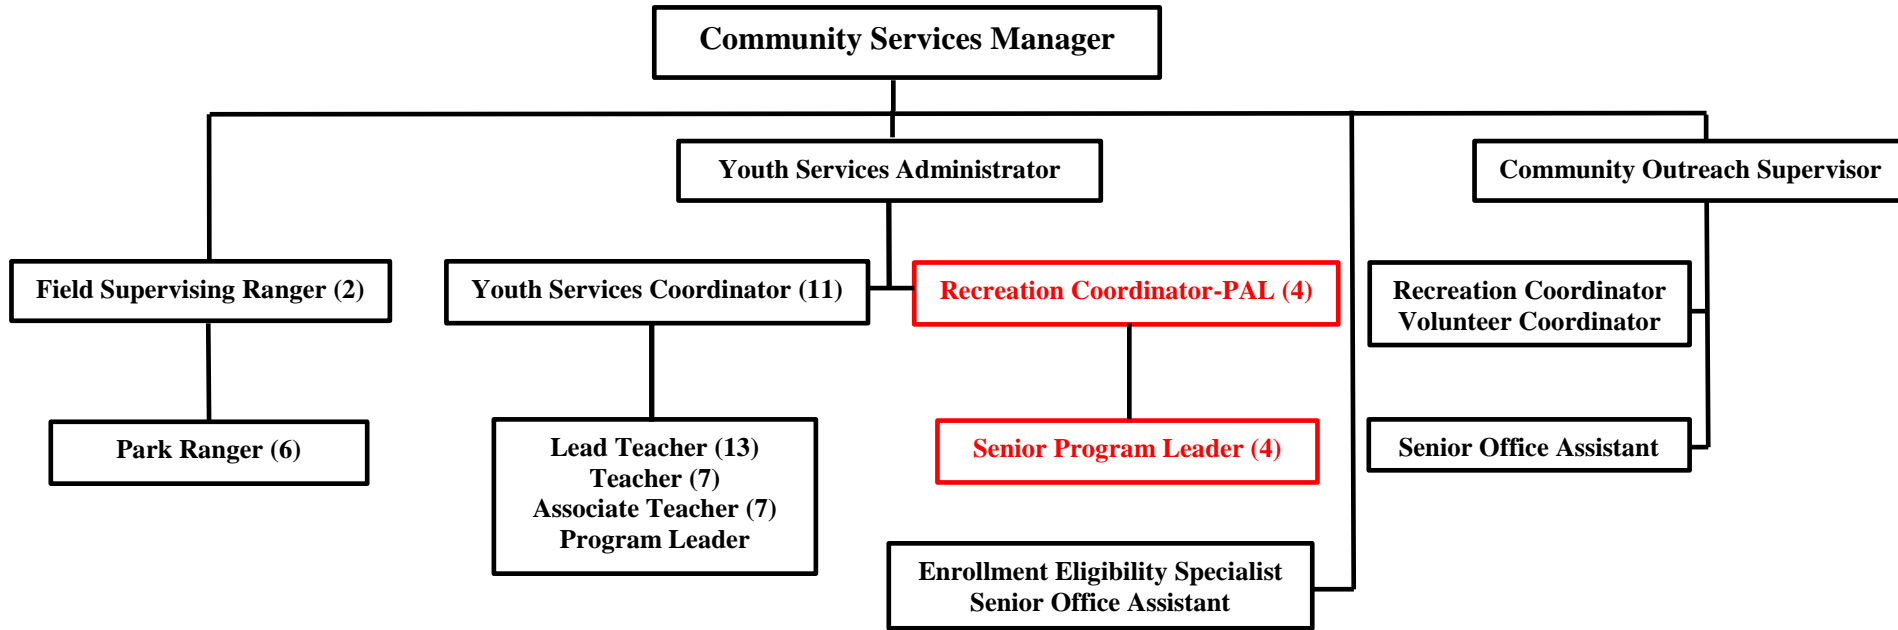 Community Services Manager
Youth Services Administrator
Community Outreach Supervisor
Field Supervising Ranger (2)
Youth Services Coordinator (11)
Recreation Coordinator-PAL (4)
Recreation Coordinator
Volunteer Coordinator
Park Ranger (6)
Lead Teacher (13)
Teacher (7)
Associate Teacher (7)
Program Leader
Senior Program Leader (4)
Senior Office Assistant
Enrollment Eligibility Specialist
Senior Office Assistant